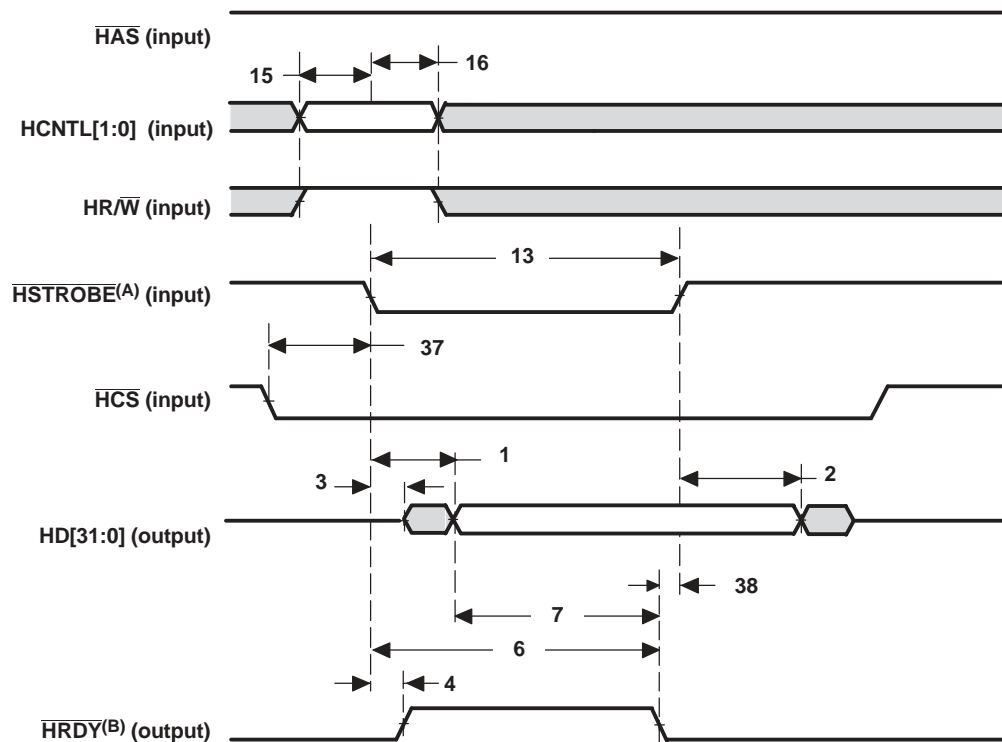 HAS (input)
15
16
HCNTL[1:0] (input)
HR/W (input)
13
HSTROBE(A) (input)
37
HCS (input)
1
3
2
HD[31:0] (output)
38
7
6
4
HRDY(B) (output)